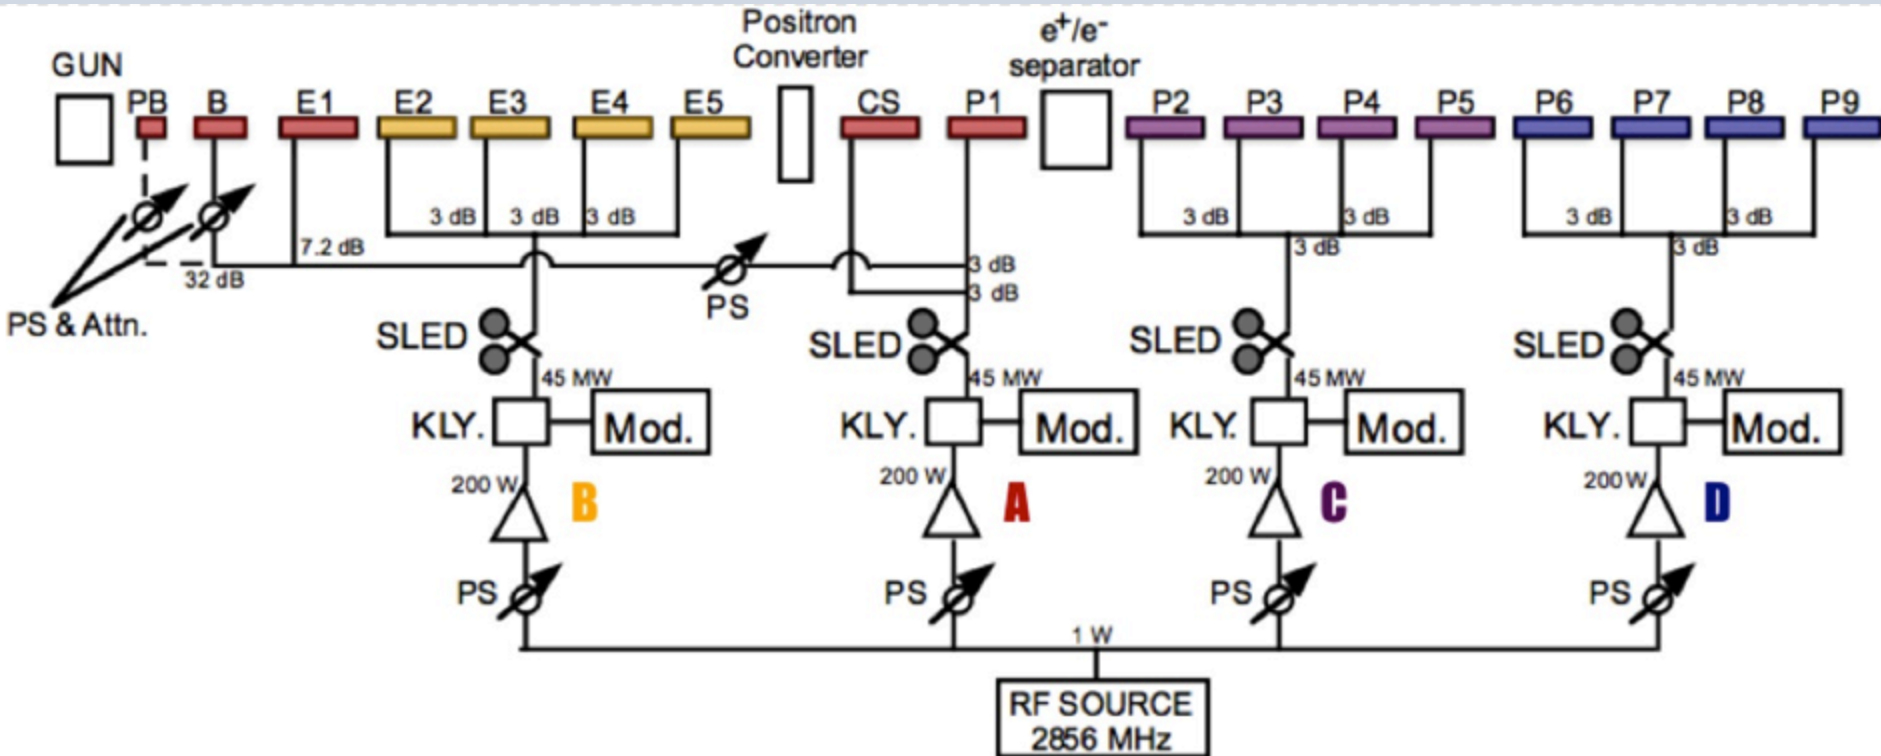 Positron
Converter
e+/e-
separator
GUN
PB B E1 E2 E3 E4 E5 CS P1 P2 P3 P4 P5 P6 P7 P8 P9
3 dB 3 dB 3 dB 3 dB 3 dB 3 dB 3 dB
7.2 dB 3 dB 3 dB
32 dB 3 dB
3 dB
PS & Attn. PS
SLED SLED SLED SLED
45 MW 45 MW 45 MW 45 MW
KLY. Mod. KLY. Mod. KLY. Mod. KLY. Mod.
200 W 200 W 200 W 200 W
B A C D
PS PS PS PS
1 W
RF SOURCE
2856 MHz